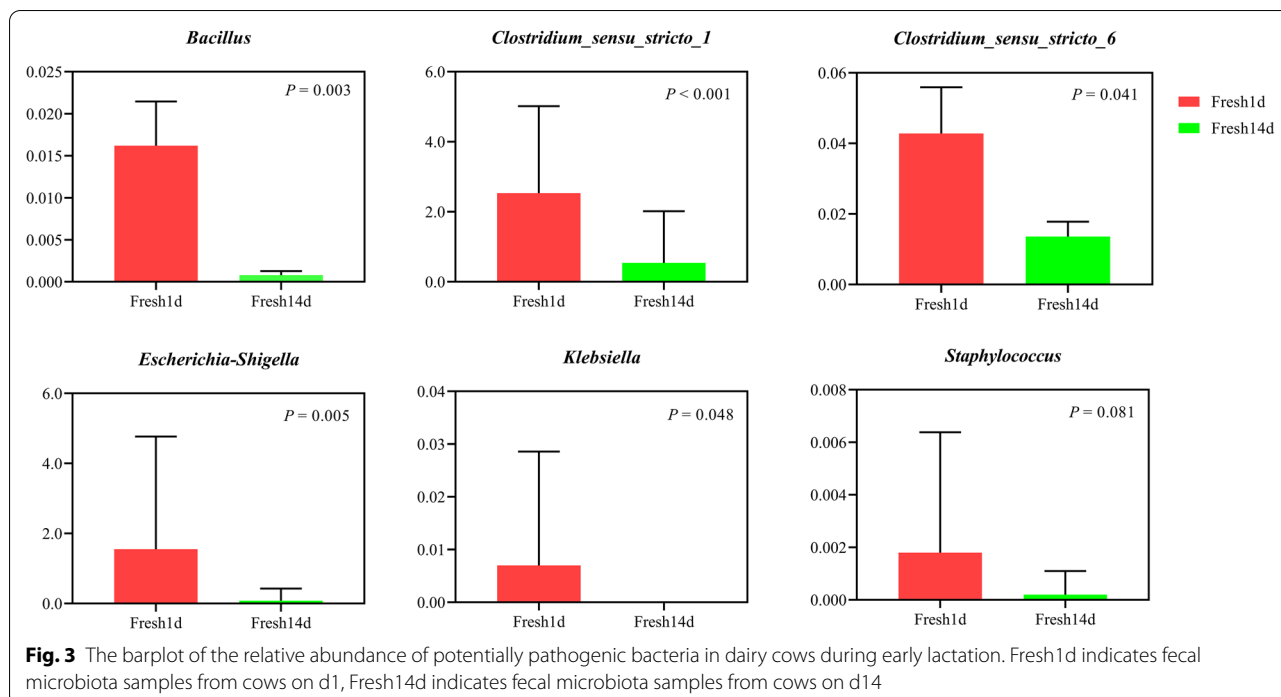 Bacillus
0.025
0.020
0.015
0.010
0.005
0.000
P = 0.003
Fresh1d Fresh14d
Clostridium_sensu_stricto_1
6.0
4.0
2.0
0.0
P < 0.001
Fresh1d Fresh14d
Clostridium_sensu_stricto_6
0.06
0.04
0.02
0.00
P = 0.041
Fresh1d Fresh14d
Fresh1d
Fresh14d
Escherichia-Shigella
6.0
4.0
2.0
0.0
P = 0.005
Fresh1d Fresh14d
Klebsiella
0.04
0.03
0.02
0.01
0.00
P = 0.048
Fresh1d Fresh14d
Staphylococcus
0.008
0.006
0.004
0.002
0.000
P = 0.081
Fresh1d Fresh14d
Fig. 3 The barplot of the relative abundance of potentially pathogenic bacteria in dairy cows during early lactation. Fresh1d indicates fecal
microbiota samples from cows on d1, Fresh14d indicates fecal microbiota samples from cows on d14